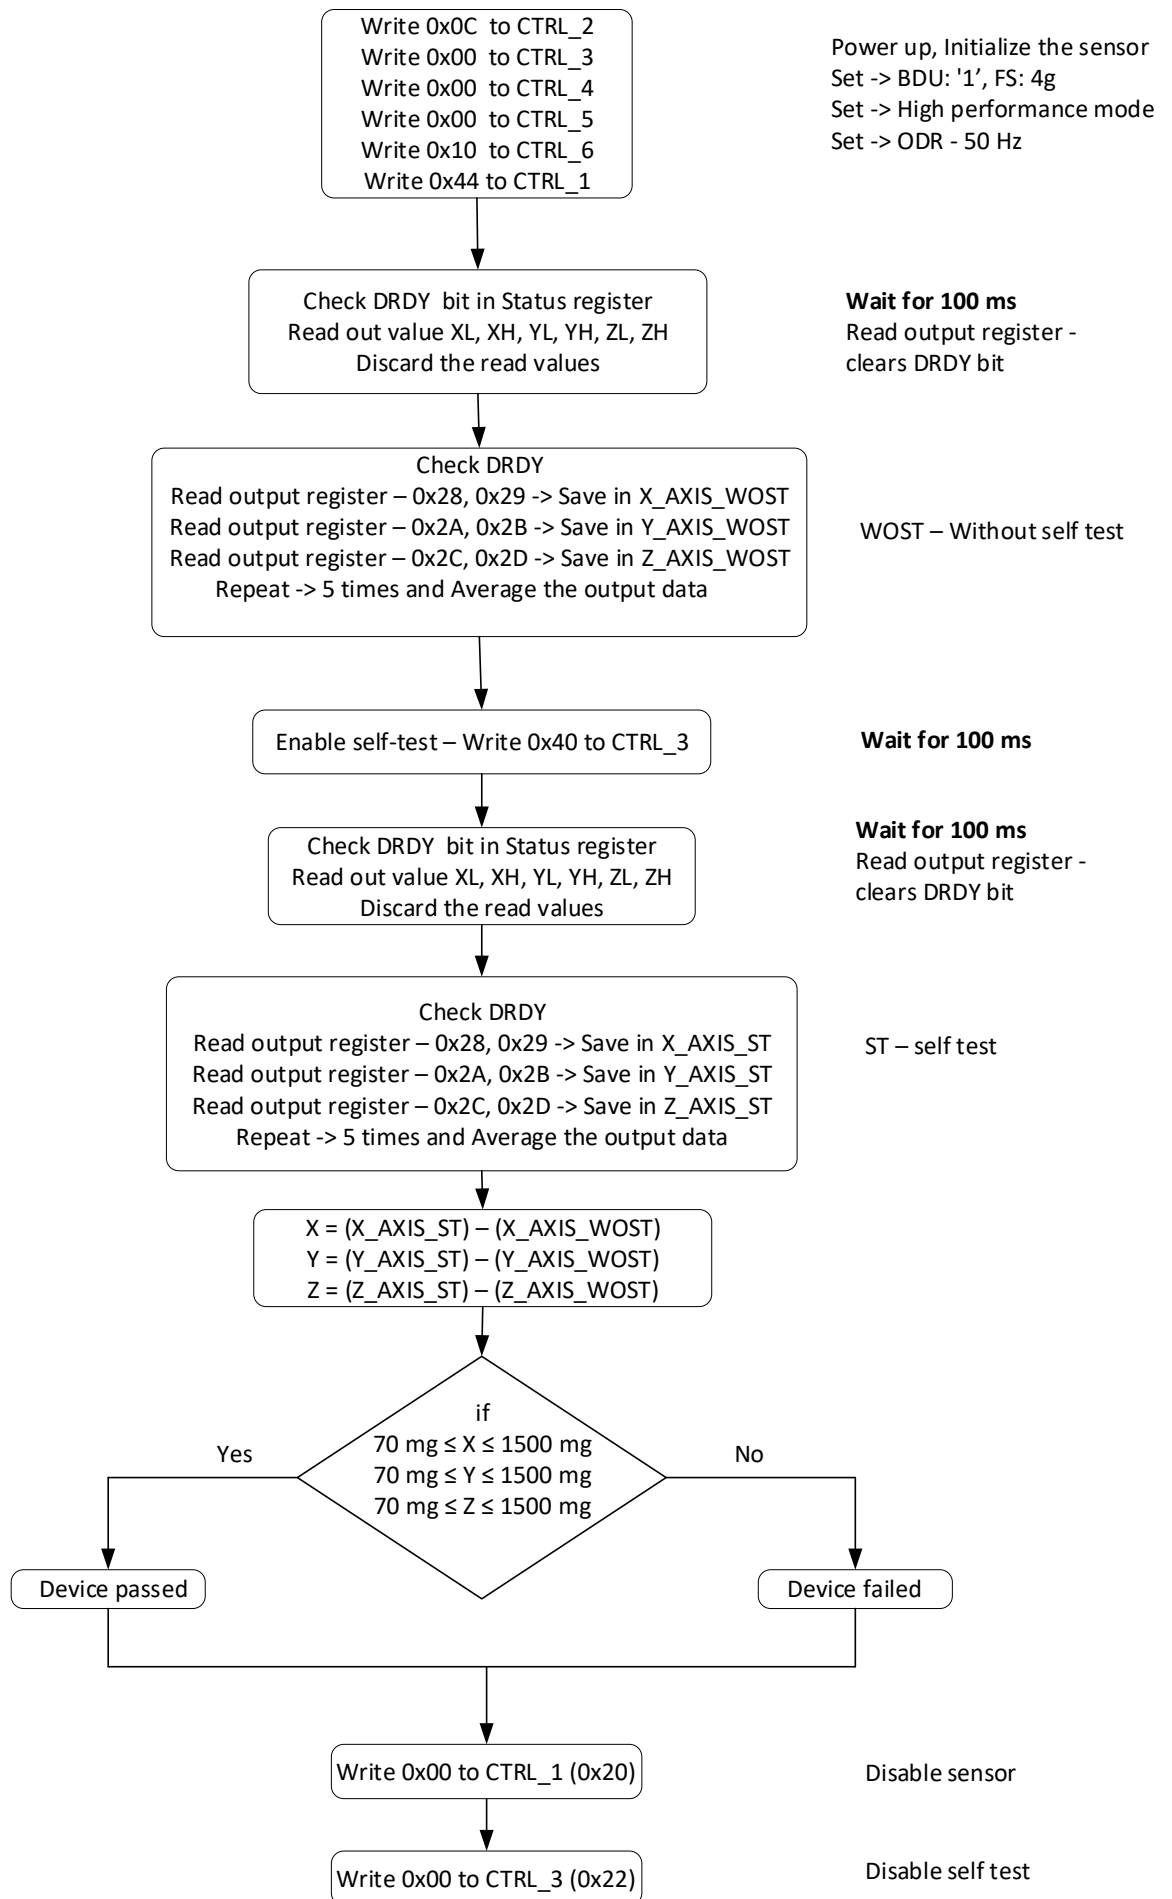 Write 0x0C to CTRL_2
Write 0x00 to CTRL_3
Write 0x00 to CTRL_4
Write 0x00 to CTRL_5
Write 0x10 to CTRL_6
Write 0x44 to CTRL_1
Power up, Initialize the sensor
Set -> BDU: '1’, FS: 4g
Set -> High performance mode
Set -> ODR - 50 Hz
Check DRDY bit in Status register
Read out value XL, XH, YL, YH, ZL, ZH
Discard the read values
Wait for 100 ms
Read output register -
clears DRDY bit
Check DRDY
Read output register – 0x28, 0x29 -> Save in X_AXIS_WOST
Read output register – 0x2A, 0x2B -> Save in Y_AXIS_WOST
Read output register – 0x2C, 0x2D -> Save in Z_AXIS_WOST
Repeat -> 5 times and Average the output data
WOST – Without self test
Enable self-test – Write 0x40 to CTRL_3
Wait for 100 ms
Check DRDY bit in Status register
Read out value XL, XH, YL, YH, ZL, ZH
Discard the read values
Wait for 100 ms
Read output register -
clears DRDY bit
Check DRDY
Read output register – 0x28, 0x29 -> Save in X_AXIS_ST
Read output register – 0x2A, 0x2B -> Save in Y_AXIS_ST
Read output register – 0x2C, 0x2D -> Save in Z_AXIS_ST
Repeat -> 5 times and Average the output data
ST – self test
X = (X_AXIS_ST) – (X_AXIS_WOST)
Y = (Y_AXIS_ST) – (Y_AXIS_WOST)
Z = (Z_AXIS_ST) – (Z_AXIS_WOST)
if
70 mg ≤ X ≤ 1500 mg
70 mg ≤ Y ≤ 1500 mg
70 mg ≤ Z ≤ 1500 mg
Yes
No
Device passed
Device failed
Write 0x00 to CTRL_1 (0x20)
Disable sensor
Write 0x00 to CTRL_3 (0x22)
Disable self test